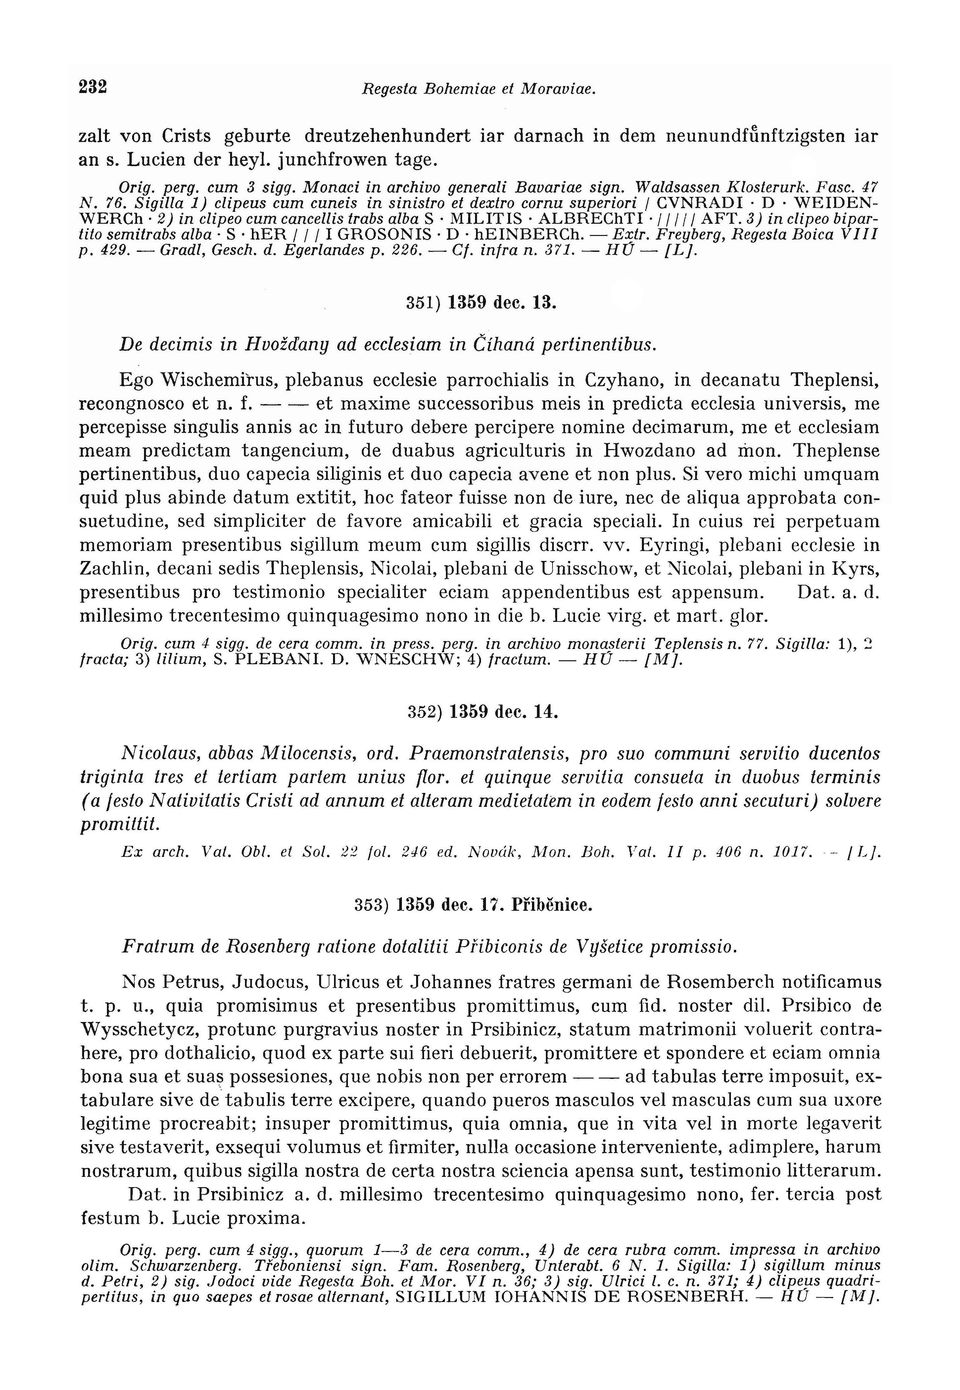 232 Regesta Bohemiae et Moraviae.
zalt von Crists geburte dreutzehenhundert iar darnach in dem neunundfůnftzigsten iar
an s. Lucien der heyl. junchfrowen tage.
Orig. perg. cum 3 sigg. Monaci in archivo generali Bavariae sign. Waldsassen Klosterurk. Fasc. 47
N. 76. Sigilla 1) clipeus cum cuneis in sinistro et dextro cornu superiori / CVNRADI · D · WEIDEN-
WERCh · 2) in clipeo cum cancellis trabs alba S · MILITIS · ALBREChTI · / / / / / AFT. 3) in clipeo bipar-
tito semitrabs alba · S · hER / / / I GROSONIS · D · hEINBERCh. — Extr. Freyberg, Regesta Boica VIII
p. 429. — Gradl, Gesch. d. Egerlandes p. 226. — Cf. infra n. 371. — HÚ — [L].
351) 1359 dec. 13.
De decimis in Hvožďany ad ecclesiam in Číhaná pertinentibus.
Ego Wischemirus, plebanus ecclesie parrochialis in Czyhano, in decanatu Theplensi,
recongnosco et n. f. — — et maxime successoribus meis in predicta ecclesia universis, me
percepisse singulis annis ac in futuro debere percipere nomine decimarum, me et ecclesiam
meam predictam tangencium, de duabus agriculturis in Hwozdano ad mon. Theplense
pertinentibus, duo capecia siliginis et duo capecia avene et non plus. Si vero michi umquam
quid plus abinde datum extitit, hoc fateor fuisse non de iure, nec de aliqua approbata con-
suetudine, sed simpliciter de favore amicabili et gracia speciali. In cuius rei perpetuam
memoriam presentibus sigillum meum cum sigillis discrr. vv. Eyringi, plebani ecclesie in
Zachlin, decani sedis Theplensis, Nicolai, plebani de Unisschow, et Nicolai, plebani in Kyrs,
presentibus pro testimonio specialiter eciam appendentibus est appensum. Dat. a. d.
millesimo trecentesimo quinquagesimo nono in die b. Lucie virg. et mart. glor.
Orig. cum 4 sigg. de cera comm. in press. perg. in archivo monasterii Teplensis n. 77. Sigilla: 1), 2
fracta; 3) lilium, S. PLEBANI. D. WNESCHW; 4) fractum. — HÚ — [M].
352) 1359 dec. 14.
Nicolaus, abbas Milocensis, ord. Praemonstratensis, pro suo communi servitio ducentos
triginta tres et tertiam partem unius flor. et quinque servitia consueta in duobus terminis
(a festo Nativitatis Cristi ad annum et alteram medietatem in eodem festo anni secuturi) solvere
promittit.
Ex arch. Vat. Obl. et Sol. 22 fol. 246 ed. Novák, Mon. Boh. Vat. II p. 406 n. 1017. — [L].
353) 1359 dec. 17. Příběnice.
Fratrum de Rosenberg ratione dotalitii Přibiconis de Vyšetice promissio.
Nos Petrus, Judocus, Ulricus et Johannes fratres germani de Rosemberch notificamus
t. p. u., quia promisimus et presentibus promittimus, cum fid. noster dil. Prsibico de
Wysschetycz, protunc purgravius noster in Prsibinicz, statum matrimonii voluerit contra-
here, pro dothalicio, quod ex parte sui fieri debuerit, promittere et spondere et eciam omnia
bona sua et suas possesiones, que nobis non per errorem — — ad tabulas terre imposuit, ex-
tabulare sive de tabulis terre excipere, quando pueros masculos vel masculas cum sua uxore
legitime procreabit; insuper promittimus, quia omnia, que in vita vel in morte legaverit
sive testaverit, exsequi volumus et firmiter, nulla occasione interveniente, adimplere, harum
nostrarum, quibus sigilla nostra de certa nostra sciencia apensa sunt, testimonio litterarum.
Dat. in Prsibinicz a. d. millesimo trecentesimo quinquagesimo nono, fer. tercia post
festum b. Lucie proxima.
Orig. perg. cum 4 sigg., quorum 1—3 de cera comm., 4) de cera rubra comm. impressa in archivo
olim. Schwarzenberg. Třeboniensi sign. Fam. Rosenberg, Unterabt. 6 N. 1. Sigilla: 1) sigillum minus
d. Petri, 2) sig. Jodoci vide Regesta Boh. et Mor. VI n. 36; 3) sig. Ulrici l. c. n. 371; 4) clipeus quadri-
pertitus, in quo saepes et rosae alternant, SIGILLUM IOHANNIS DE ROSENBERH. — HÚ — [M].